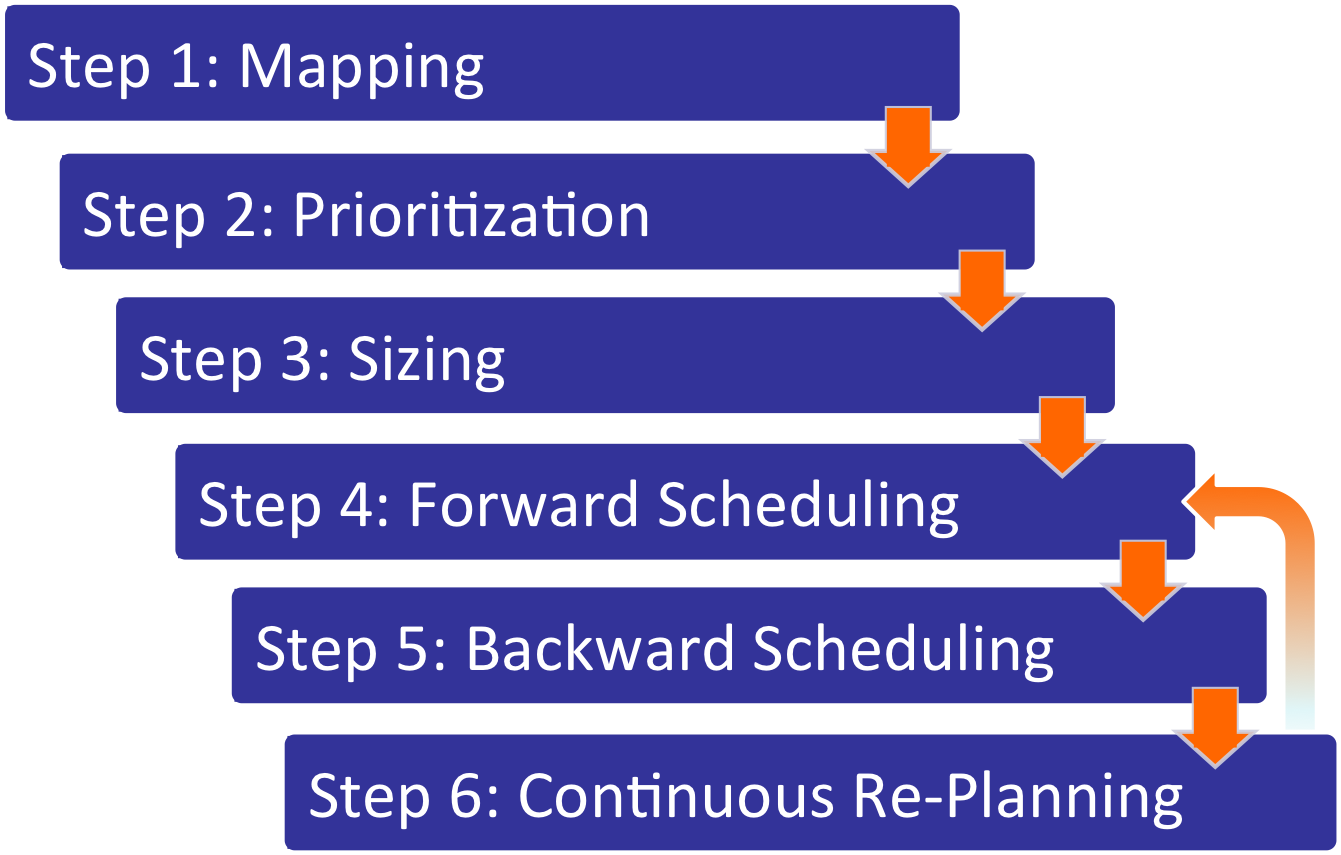 Step 1: Mapping
Step 2: Prioritization
Step 3: Sizing
Step 4: Forward Scheduling
Step 5: Backward Scheduling
Step 6: Continuous Re-Planning